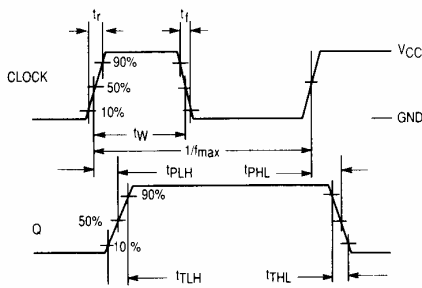 tr
tf
VCC
90%
CLOCK
50%
10%
GND
tW
1/fmax
tPLH
tPHL
90%
Q
50%
10%
tTLH
tTHL